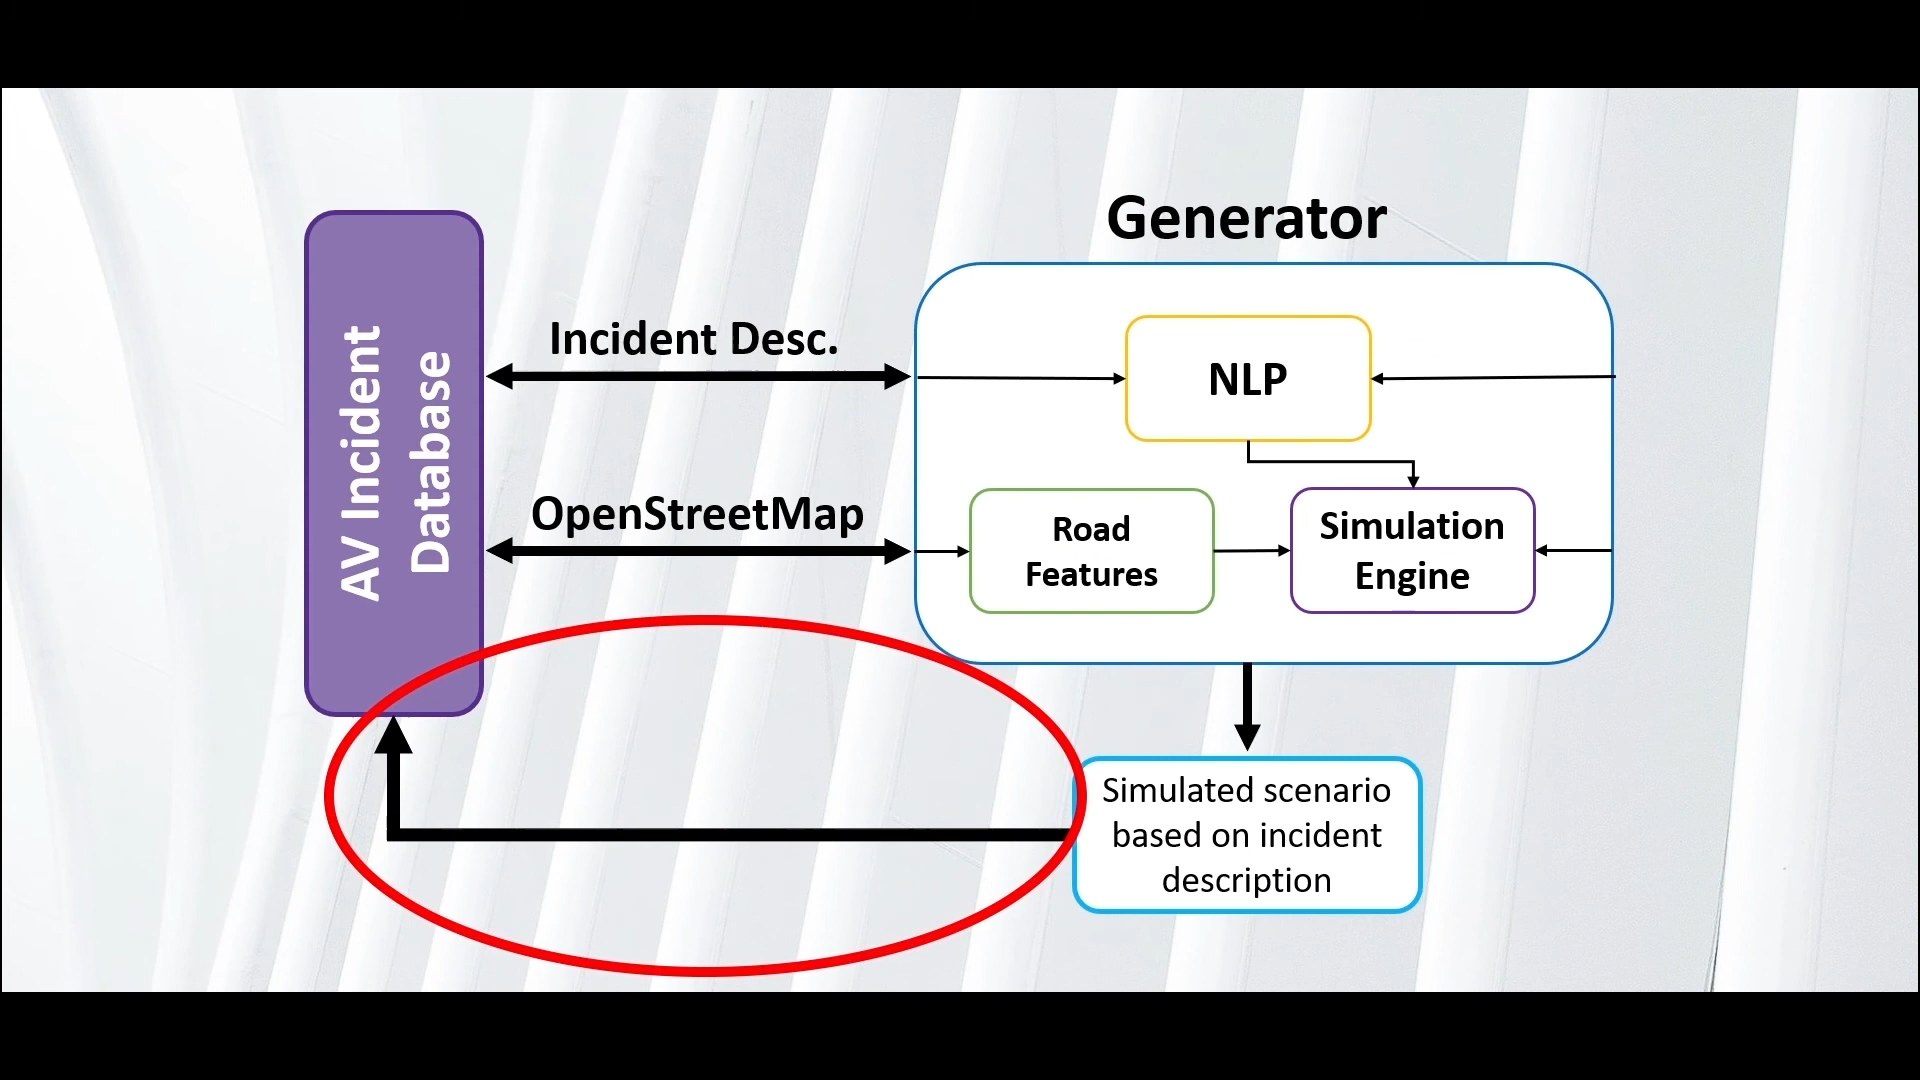 Generator
AV Incident
Database
Incident Desc.
NLP
OpenStreetMap
Road
Features
Simulation
Engine
Simulated scenario
based on incident
description